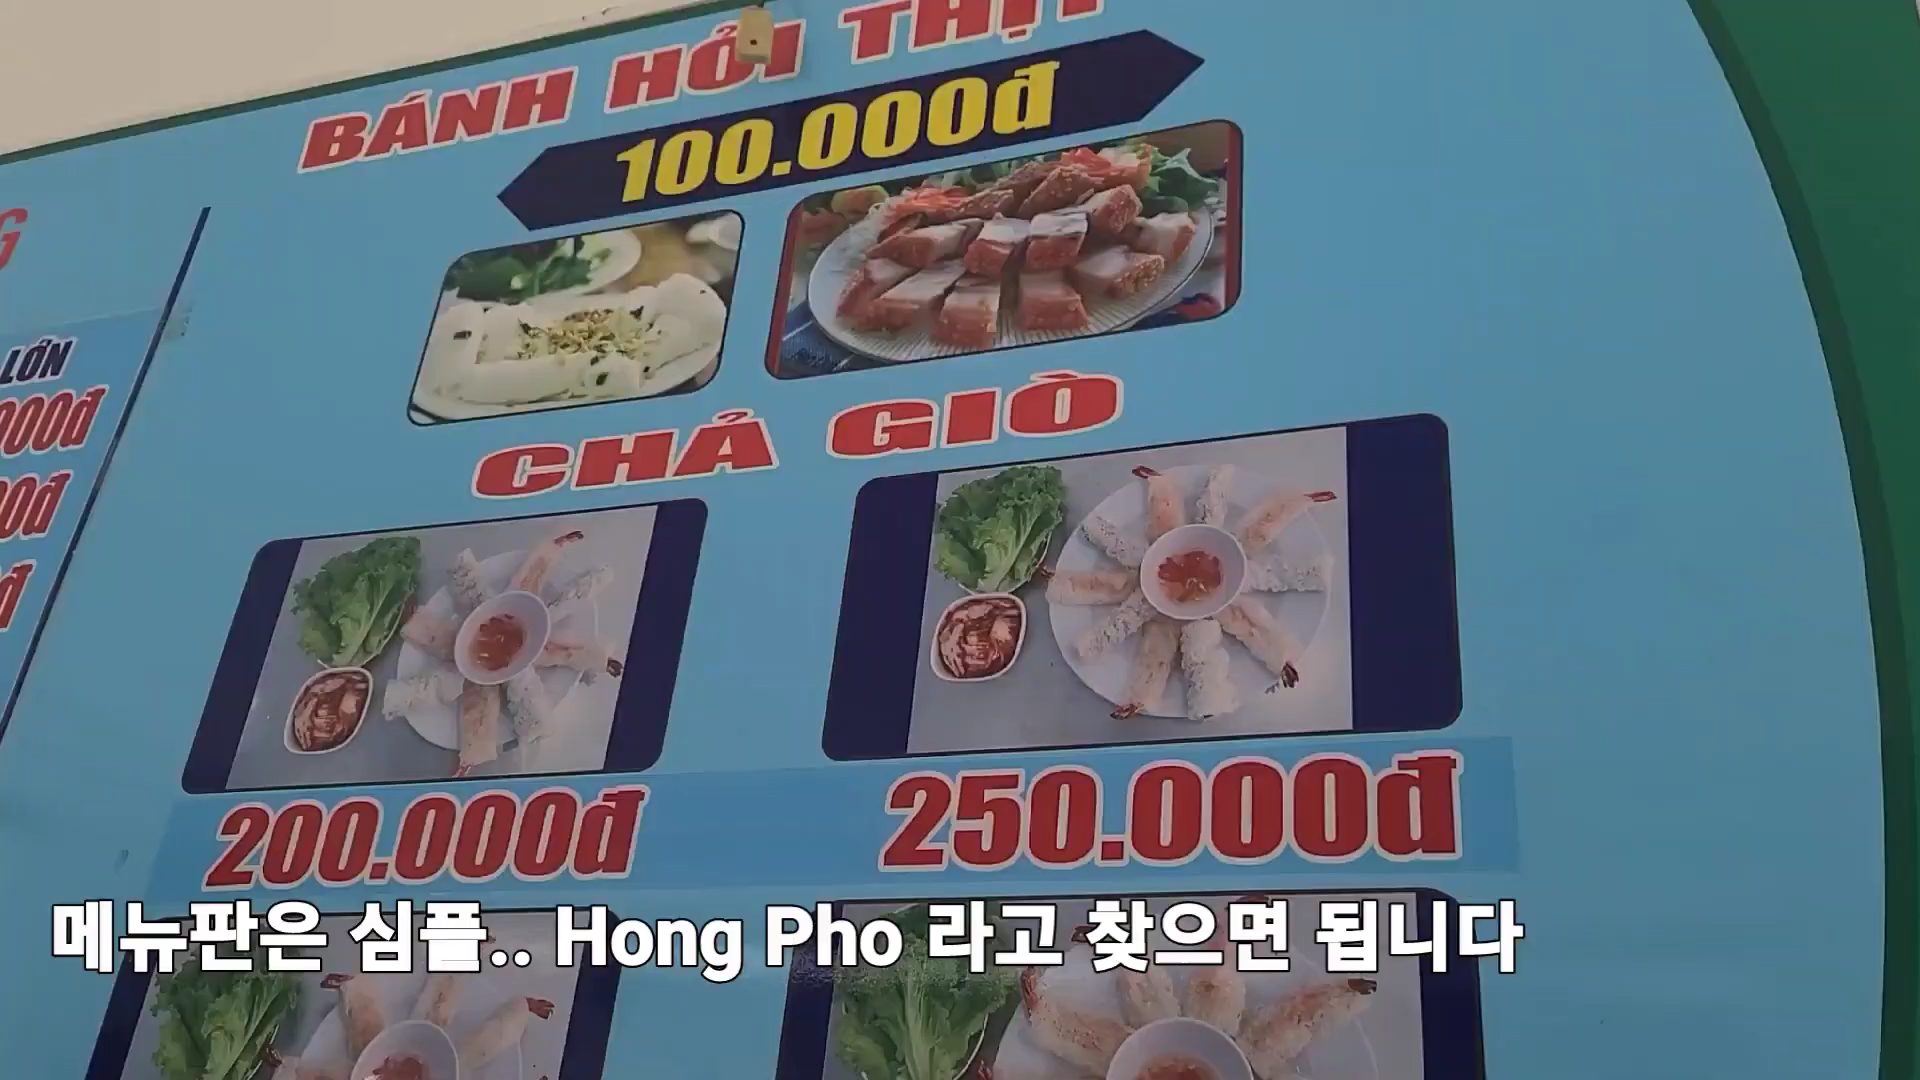 BÁNH HỎI THỊT
100.000đ
LỚN
CHẢ GIÒ
200.000đ
250.000đ
메뉴판은 심플.. Hong Pho 라고 찾으면 됩니다